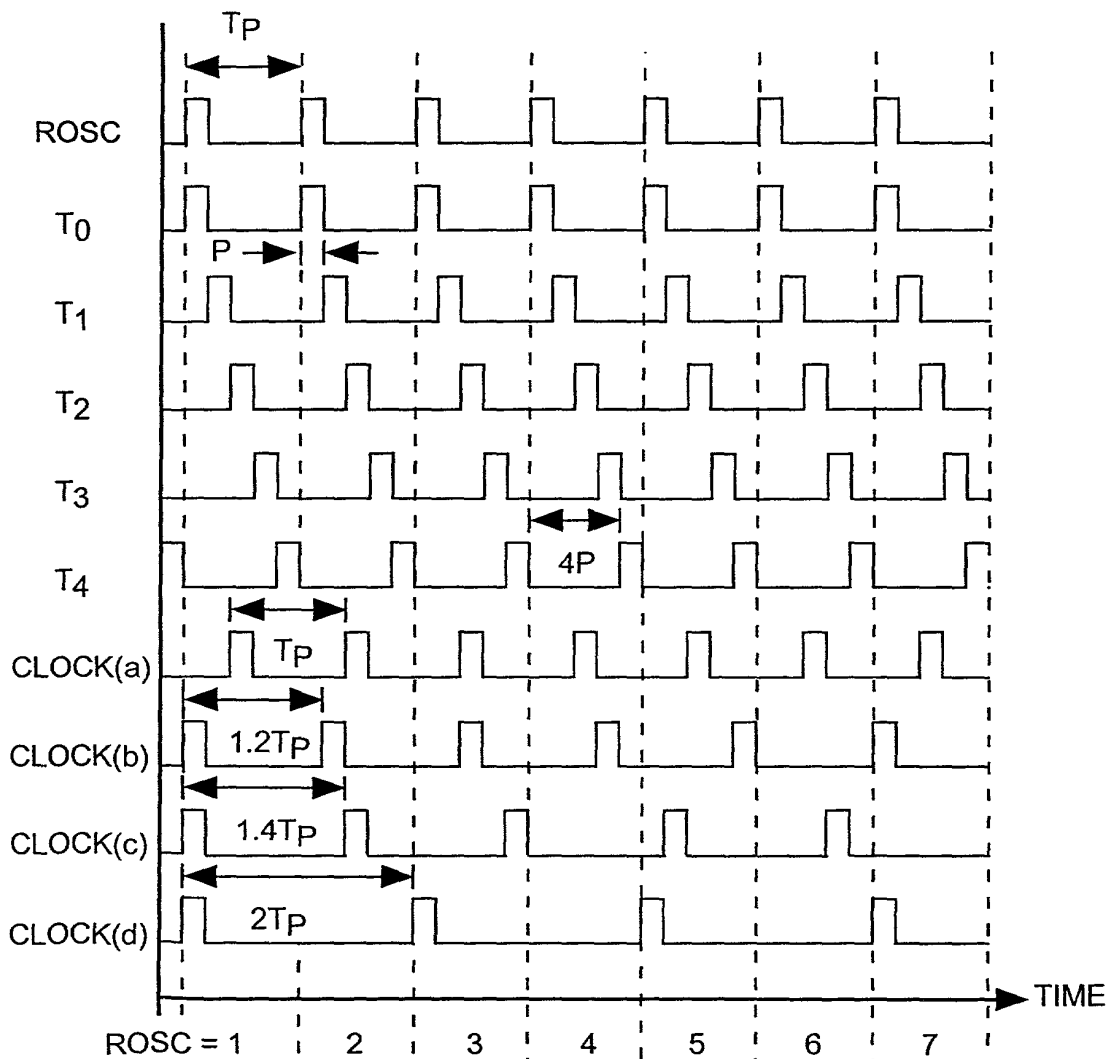 TP
ROSC
T0
P
T1
T2
T3
4P
T4
TP
CLOCK(a)
1.2TP
CLOCK(b)
1.4TP
CLOCK(c)
2TP
CLOCK(d)
TIME
ROSC = 1 2 3 4 5 6 7